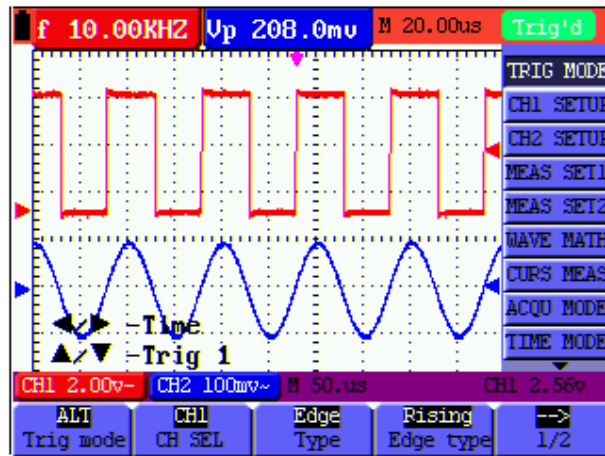 f 10.00KHZ Vp 208.0mv M 20.00us Trig'd
TRIG MODE
CH1 SETUP
CH2 SETUP
MEAS SET1
MEAS SET2
WAVE MATH
CURS MEAS
ACQU MODE
TIME MODE
◀/▶ -Time
▲/▼ -Trig 1
CH1 2.00v- CH2 100mv~ M 50.us CH1 2.56v
ALT CH1 Edge Rising -->
Trig mode CH SEL Type Edge type 1/2